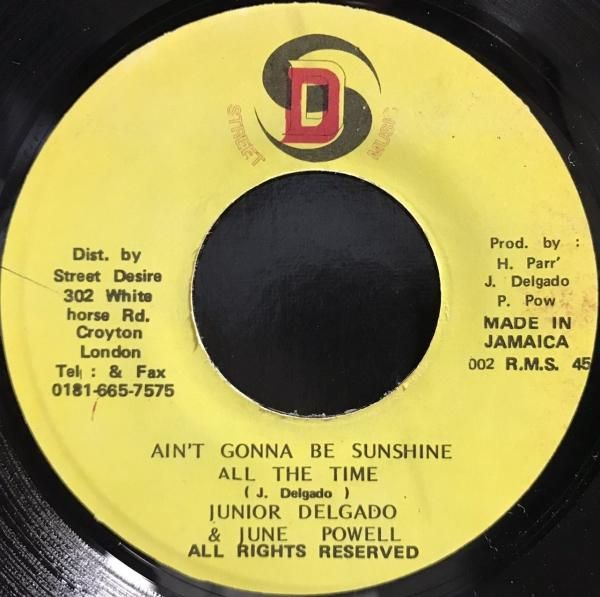 D
STREET MUSIC
Dist. by
Street Desire
302 White
horse Rd.
Croyton
London
Tel : & Fax
0181-665-7575
Prod. by :
H. Parr'
J. Delgado
P. Pow
MADE IN
JAMAICA
002 R.M.S. 45
AIN'T GONNA BE SUNSHINE
ALL THE TIME
( J. Delgado )
JUNIOR DELGADO
& JUNE POWELL
ALL RIGHTS RESERVED